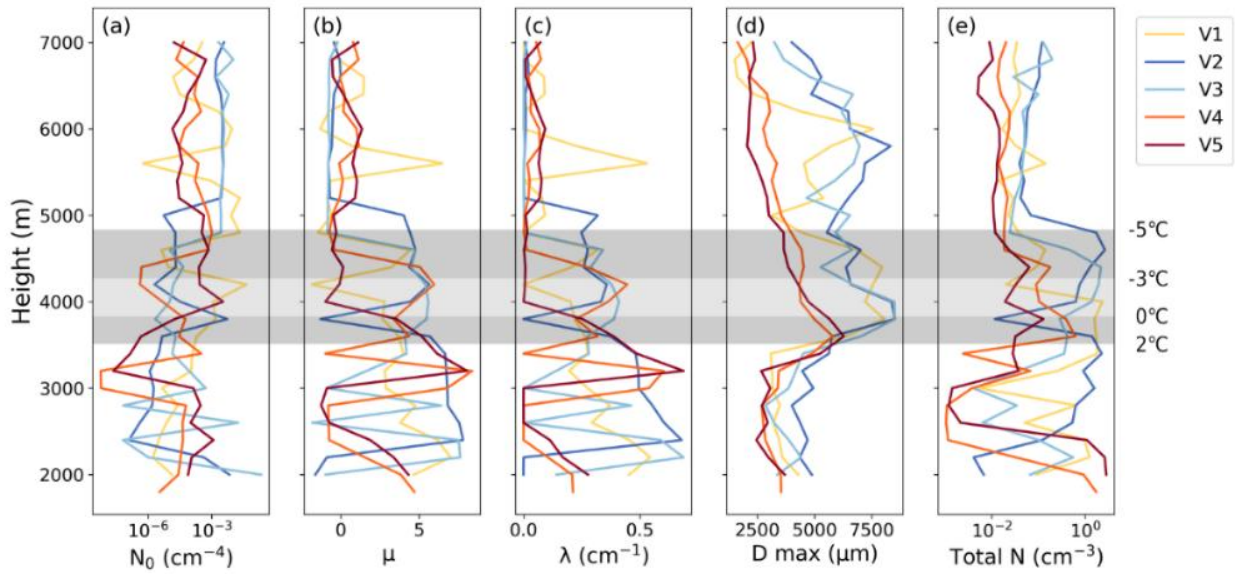 (a) (b) (c) (d) (e)
V1
V2
V3
V4
V5
7000
6000
5000
4000
3000
2000
Height (m)
-5℃
-3℃
0℃
2℃
10⁻⁶ 10⁻³ 0 5 0.0 0.5 2500 5000 7500 10⁻² 10⁰
N₀ (cm⁻⁴) μ λ (cm⁻¹) D max (μm) Total N (cm⁻³)